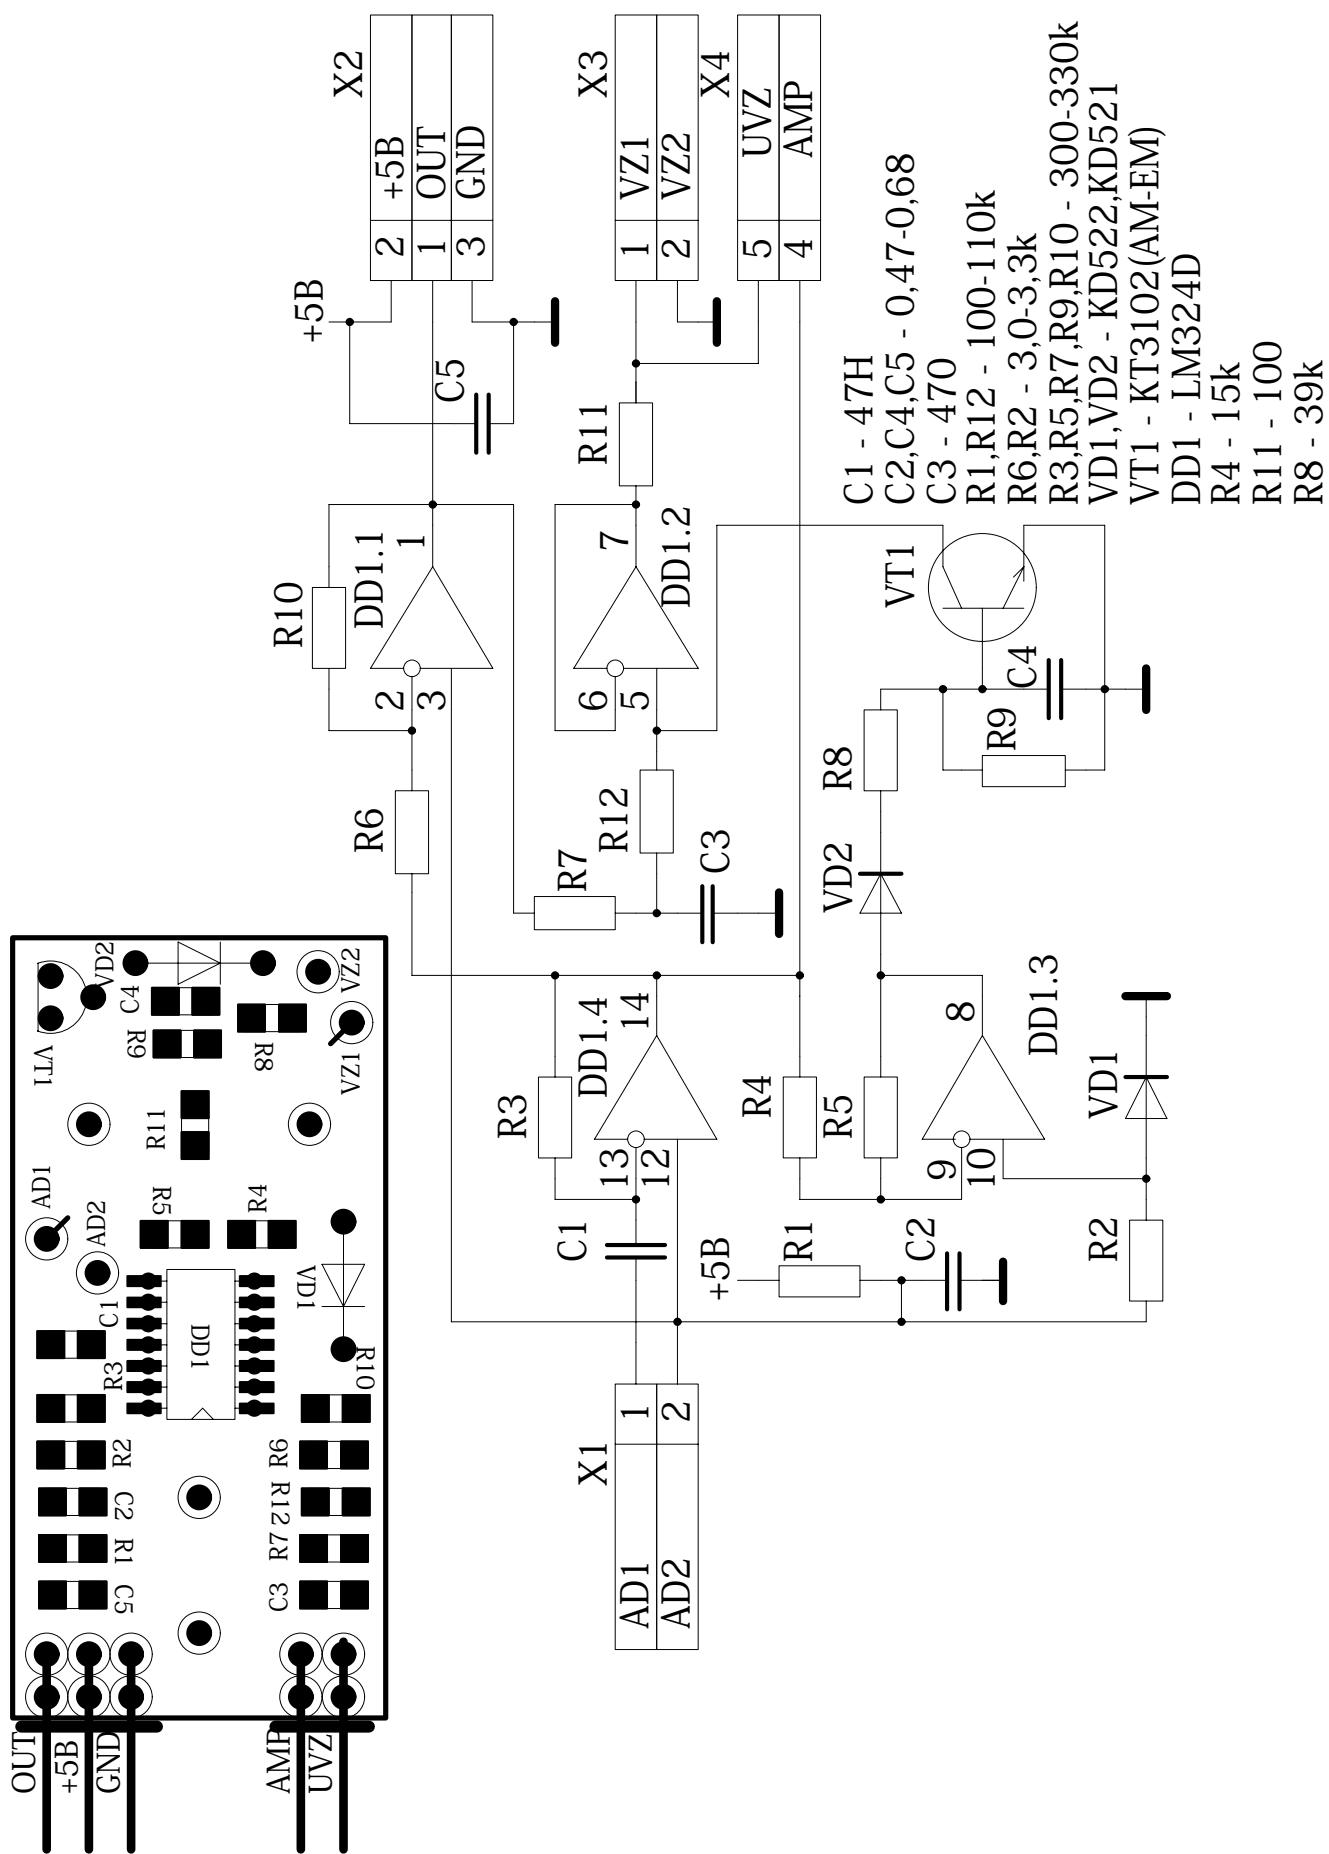 X2
+5B
2
+5B
1
OUT
3
GND
C5
X3
1
VZ1
2
VZ2
X4
5
UVZ
4
AMP
R10
DD1.1
2
3
1
R11
DD1.2
6
5
7
R6
R7
R12
C3
VT1
C4
R9
R8
VD2
R3
DD1.4
13
12
14
C1
R4
R5
DD1.3
9
10
8
+5B
R1
C2
VD1
R2
X1
AD1
1
AD2
2
C1 - 47H
C2,C4,C5 - 0,47-0,68
C3 - 470
R1,R12 - 100-110k
R6,R2 - 3,0-3,3k
R3,R5,R7,R9,R10 - 300-330k
VD1,VD2 - KD522,KD521
VT1 - KT3102(AM-EM)
DD1 - LM324D
R4 - 15k
R11 - 100
R8 - 39k
VT1
VD2
C4
R9
R8
VZ2
VZ1
R11
AD1
AD2
R5
R4
VD1
C1
DD1
R3
R10
R2
R6
C2
R12
R1
R7
C5
C3
OUT
+5B
GND
AMP
UVZ